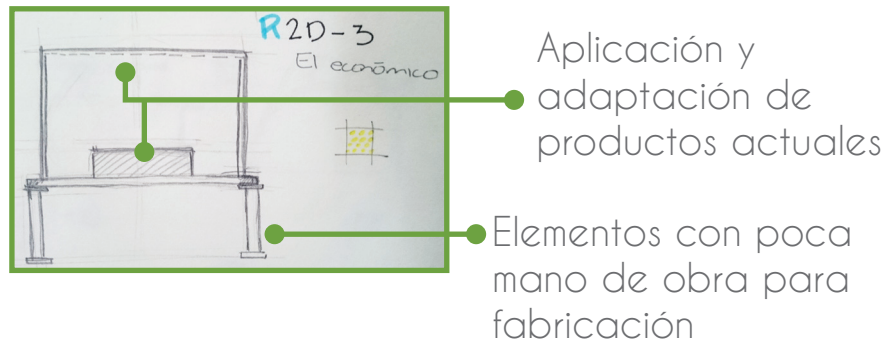 R2D-3
El económico
Aplicación y
adaptación de
productos actuales
Elementos con poca
mano de obra para
fabricación